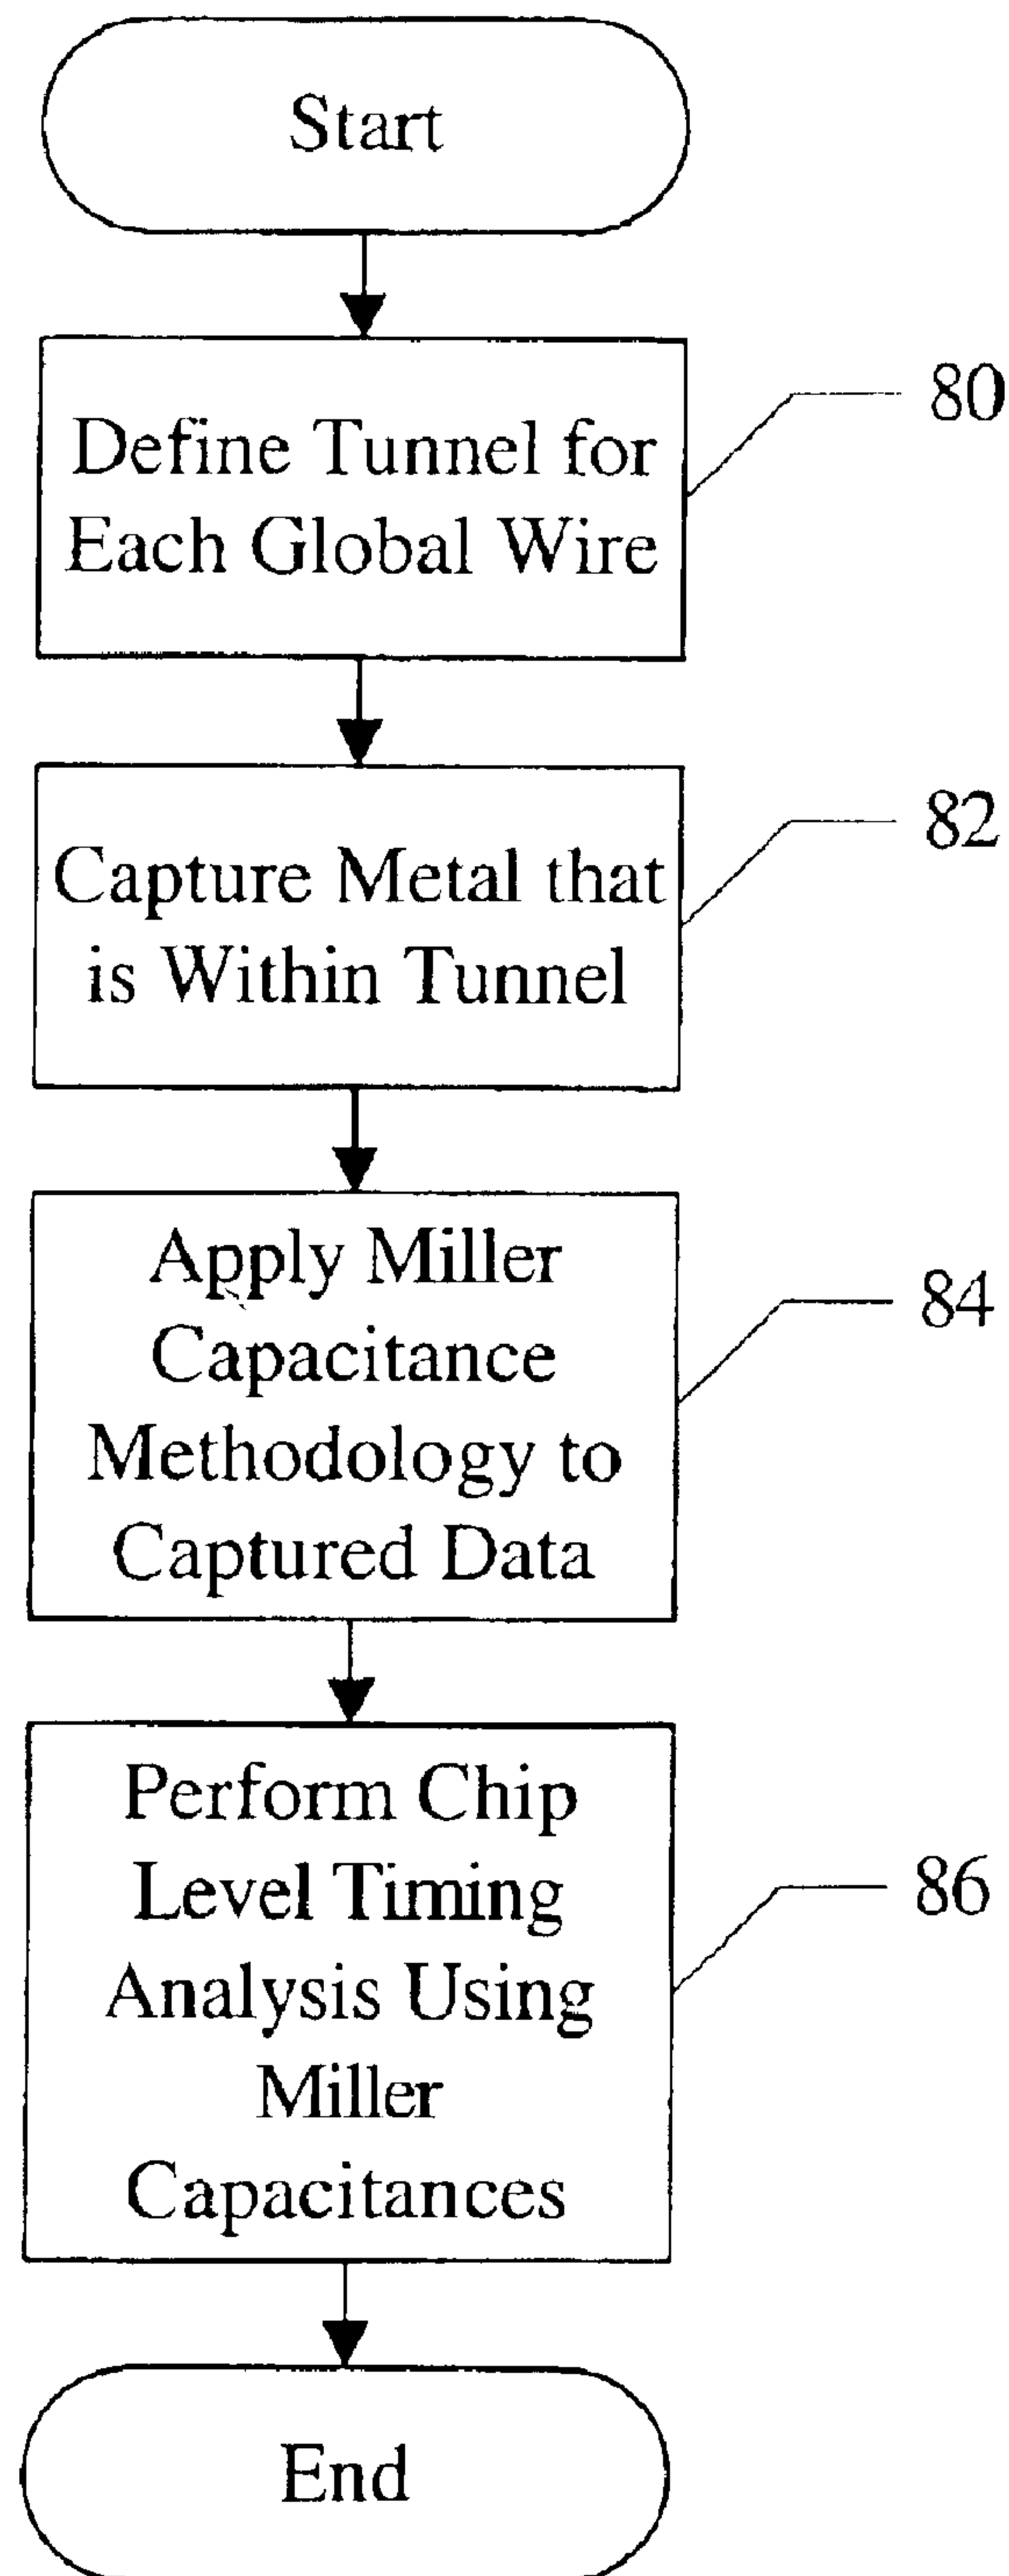 Start
Define Tunnel for
Each Global Wire
80
Capture Metal that
is Within Tunnel
82
Apply Miller
Capacitance
Methodology to
Captured Data
84
Perform Chip
Level Timing
Analysis Using
Miller
Capacitances
86
End